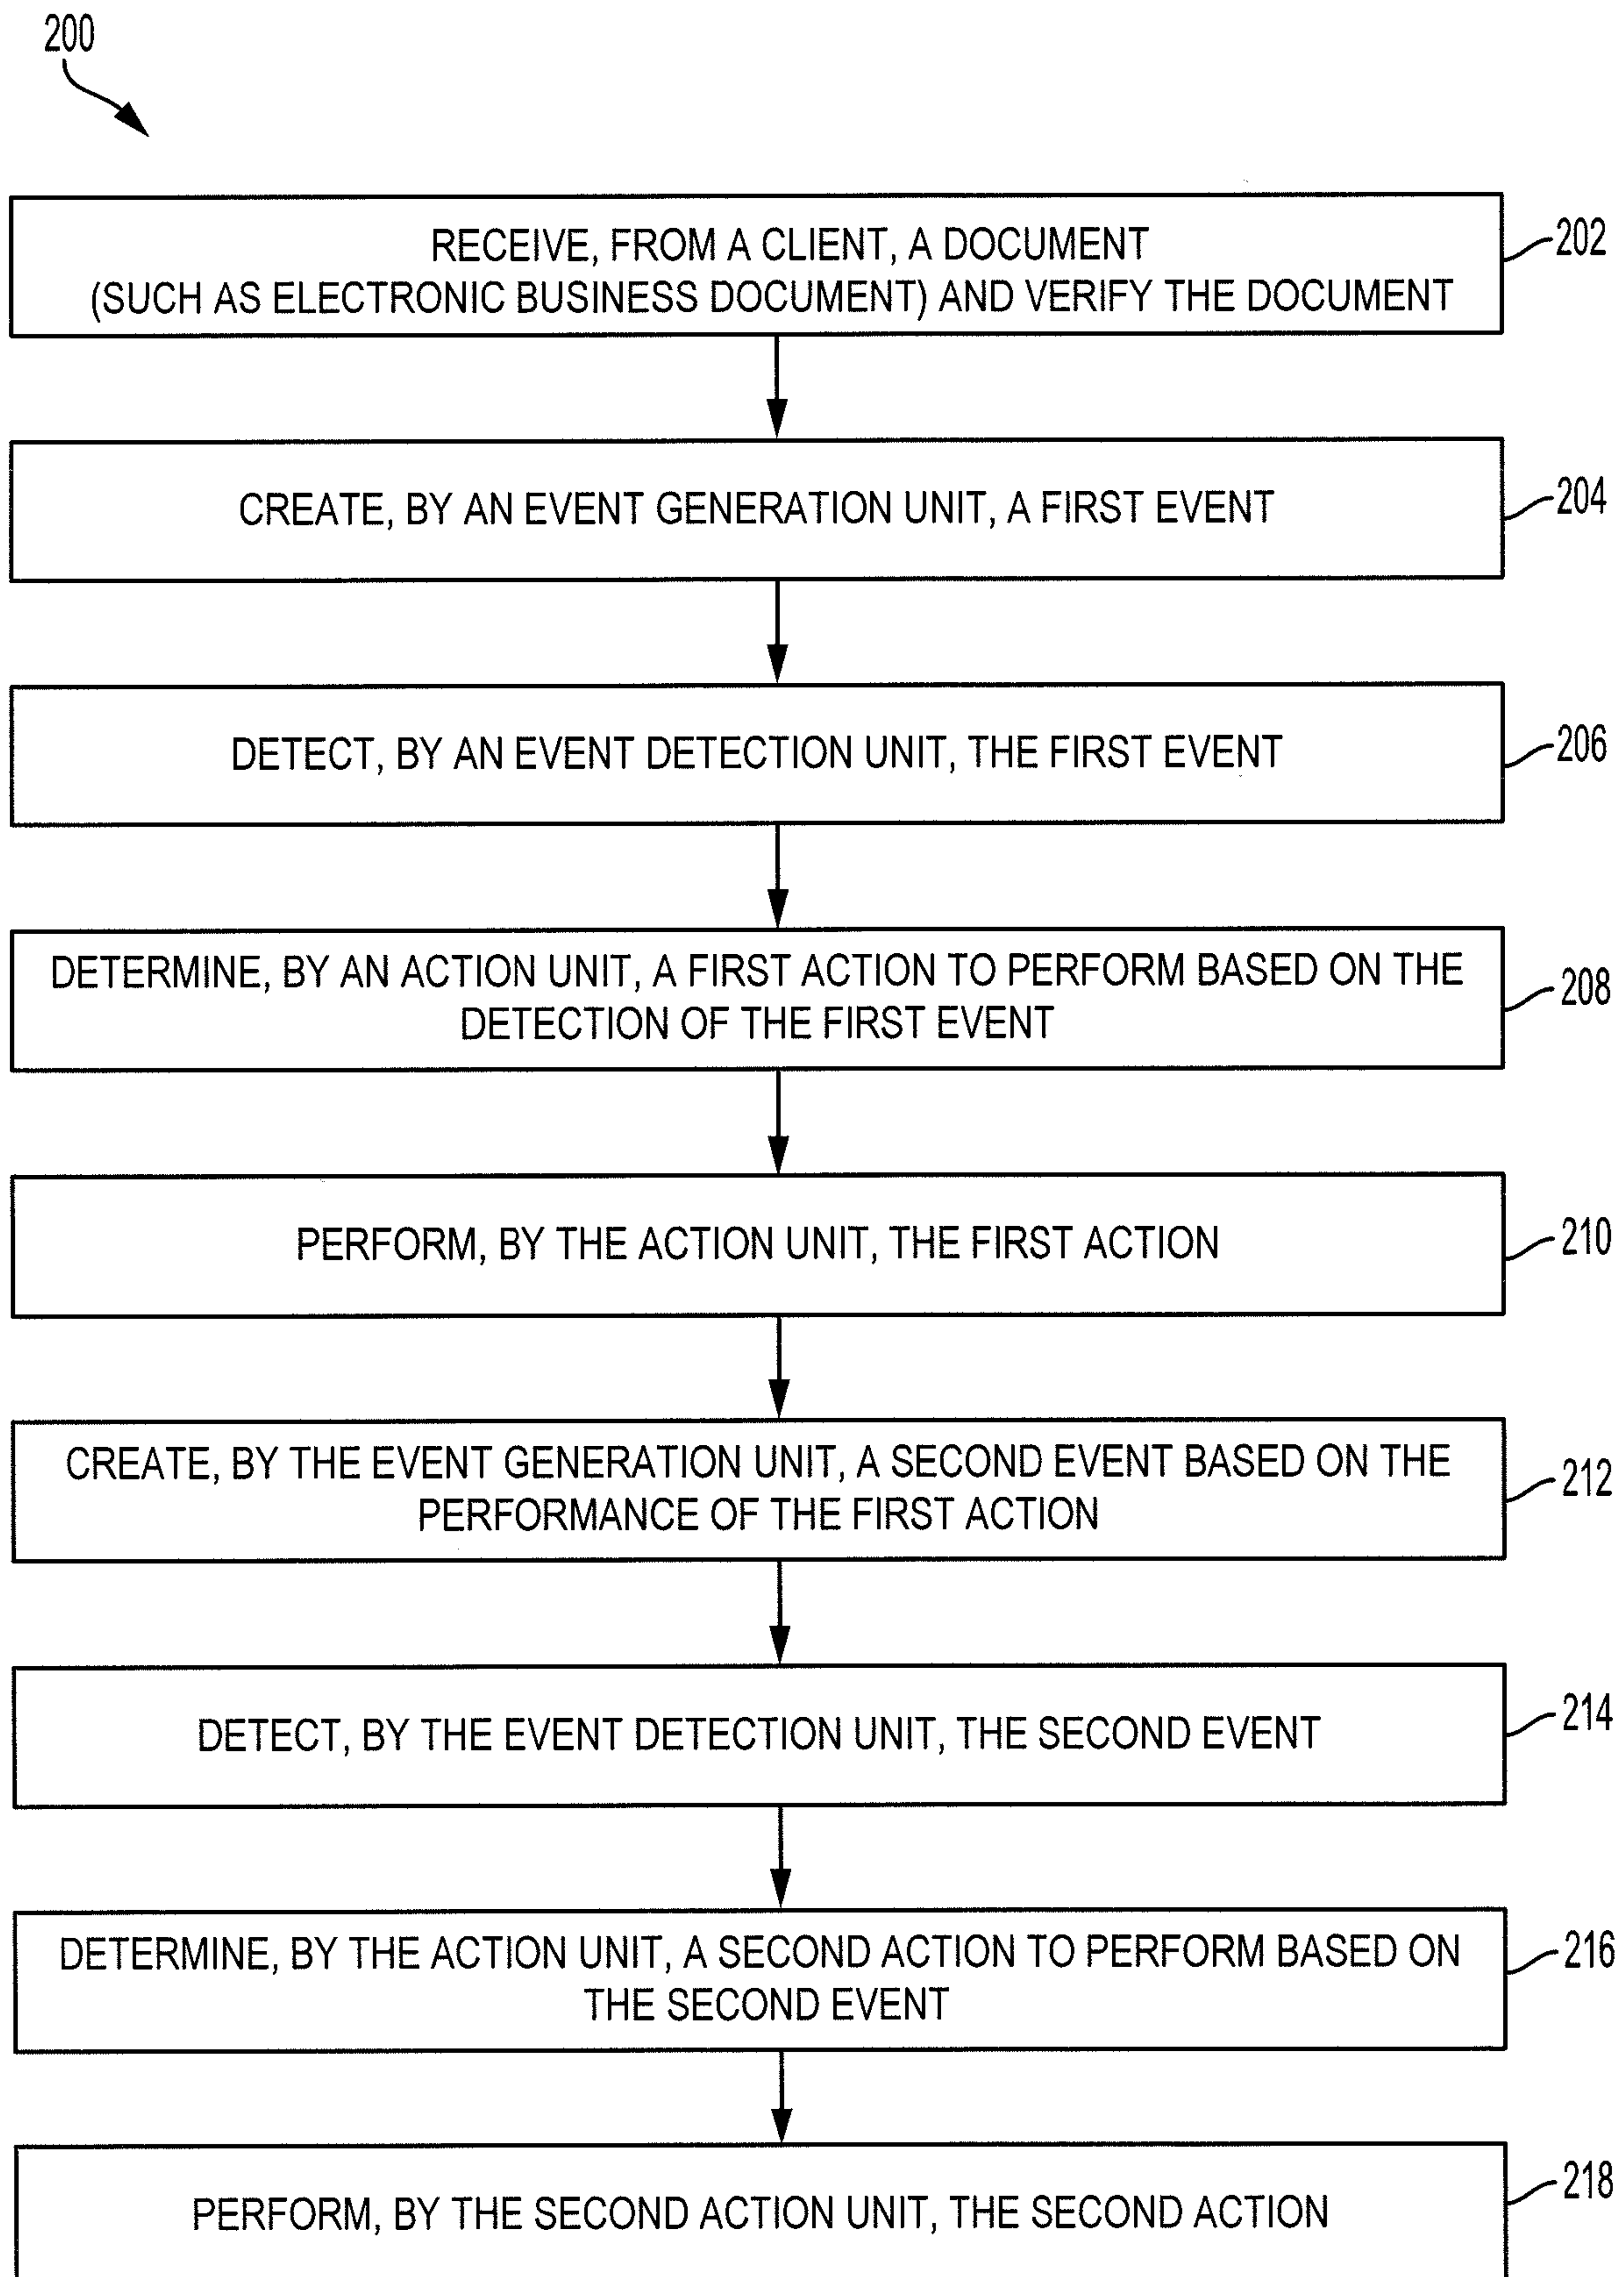 200
RECEIVE, FROM A CLIENT, A DOCUMENT
(SUCH AS ELECTRONIC BUSINESS DOCUMENT) AND VERIFY THE DOCUMENT
202
CREATE, BY AN EVENT GENERATION UNIT, A FIRST EVENT
204
DETECT, BY AN EVENT DETECTION UNIT, THE FIRST EVENT
206
DETERMINE, BY AN ACTION UNIT, A FIRST ACTION TO PERFORM BASED ON THE
DETECTION OF THE FIRST EVENT
208
PERFORM, BY THE ACTION UNIT, THE FIRST ACTION
210
CREATE, BY THE EVENT GENERATION UNIT, A SECOND EVENT BASED ON THE
PERFORMANCE OF THE FIRST ACTION
212
DETECT, BY THE EVENT DETECTION UNIT, THE SECOND EVENT
214
DETERMINE, BY THE ACTION UNIT, A SECOND ACTION TO PERFORM BASED ON
THE SECOND EVENT
216
PERFORM, BY THE SECOND ACTION UNIT, THE SECOND ACTION
218